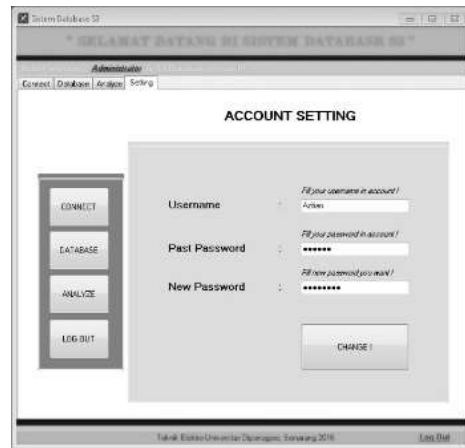 Sistem Database S3
" SELAMAT DATANG DI SISTEM DATABASE S3 "
Administrator
Connect Database Analyze Setting
ACCOUNT SETTING
Fill your username in account !
Username :
Fill your password in account !
Past Password : ••••••
Fill new password you want !
New Password : ••••••••
CONNECT
DATABASE
ANALYZE
LOG OUT
CHANGE !
Teknik Elektro Universitas Diponegoro, Semarang 2016
Log Out